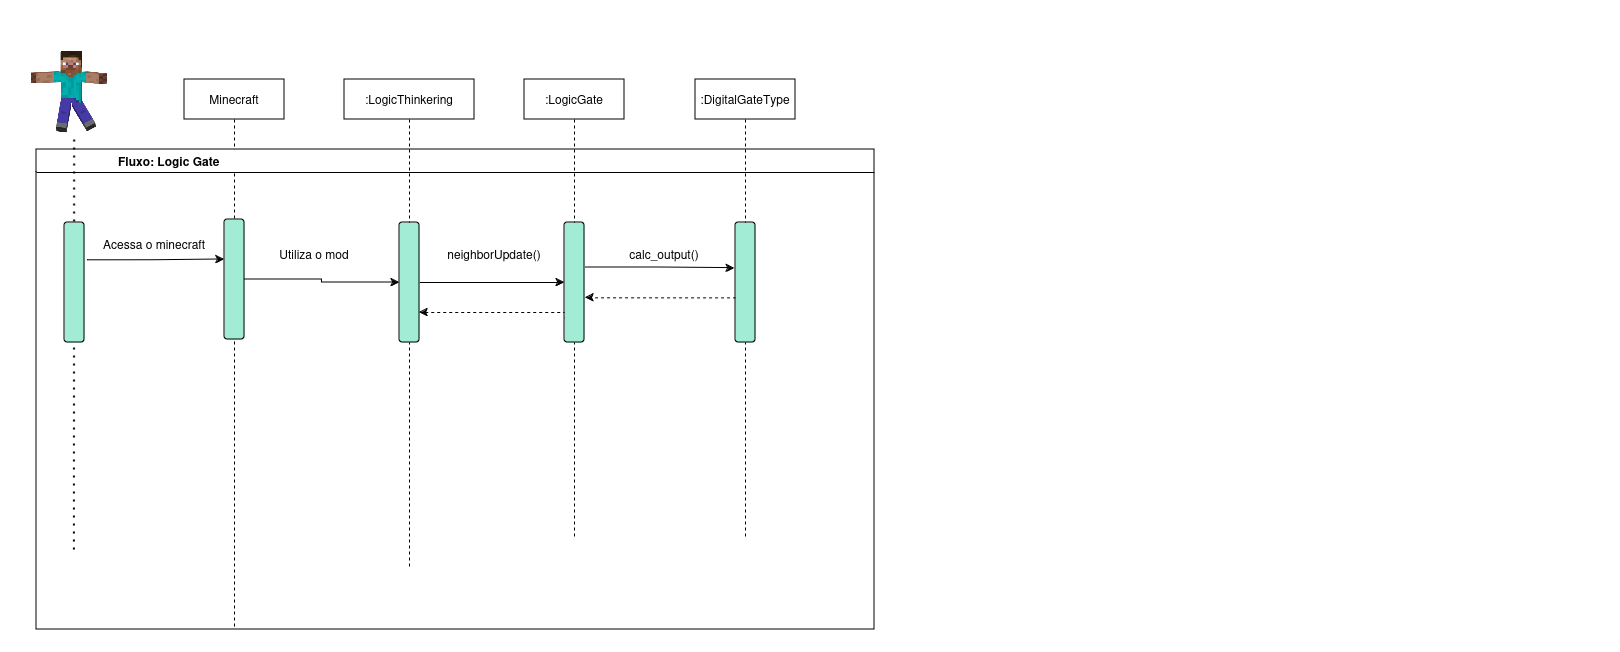 Minecraft
:LogicThinkering
:LogicGate
:DigitalGateType
Fluxo: Logic Gate
Acessa o minecraft
Utiliza o mod
neighborUpdate()
calc_output()